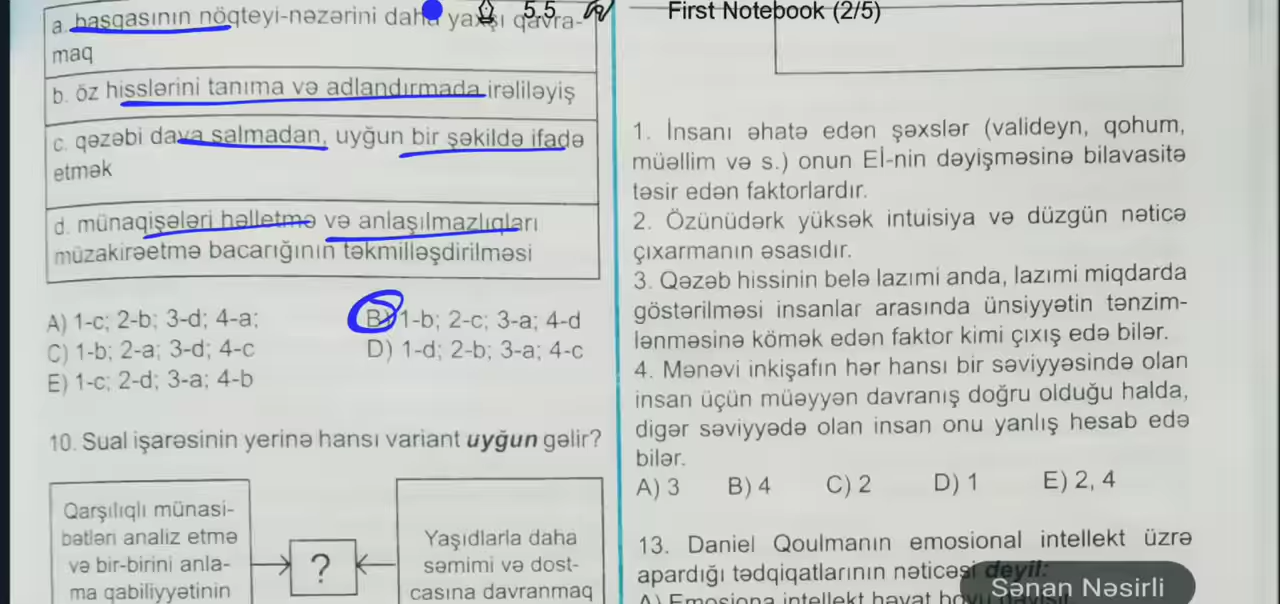 5.5
First Notebook (2/5)
a. başqasının nöqteyi-nəzərini daha yaxşı qavra-
maq
b. öz hisslərini tanıma və adlandırmada irəliləyiş
c. qəzəbi dava salmadan, uyğun bir şəkildə ifadə
etmək
d. münaqişələri həlletmə və anlaşılmazlıqları
müzakirəetmə bacarığının təkmilləşdirilməsi
A) 1-c; 2-b; 3-d; 4-a;
B) 1-b; 2-c; 3-a; 4-d
C) 1-b; 2-a; 3-d; 4-c
D) 1-d; 2-b; 3-a; 4-c
E) 1-c; 2-d; 3-a; 4-b
10. Sual işarəsinin yerinə hansı variant uyğun gəlir?
Qarşılıqlı münasi-
bətləri analiz etmə
və bir-birini anla-
ma qabiliyyətinin
?
Yaşıdlarla daha
səmimi və dost-
casına davranmaq
1. İnsanı əhatə edən şəxslər (valideyn, qohum,
müəllim və s.) onun Eİ-nin dəyişməsinə bilavasitə
təsir edən faktorlardır.
2. Özünüdərk yüksək intuisiya və düzgün nəticə
çıxarmanın əsasıdır.
3. Qəzəb hissinin belə lazımi anda, lazımi miqdarda
göstərilməsi insanlar arasında ünsiyyətin tənzim-
lənməsinə kömək edən faktor kimi çıxış edə bilər.
4. Mənəvi inkişafın hər hansı bir səviyyəsində olan
insan üçün müəyyən davranış doğru olduğu halda,
digər səviyyədə olan insan onu yanlış hesab edə
bilər.
A) 3 B) 4 C) 2 D) 1 E) 2, 4
13. Daniel Qoulmanın emosional intellekt üzrə
apardığı tədqiqatlarının nəticəsi deyil:
A) Emosiona intellekt həyat boyu
Sənan Nəsirli